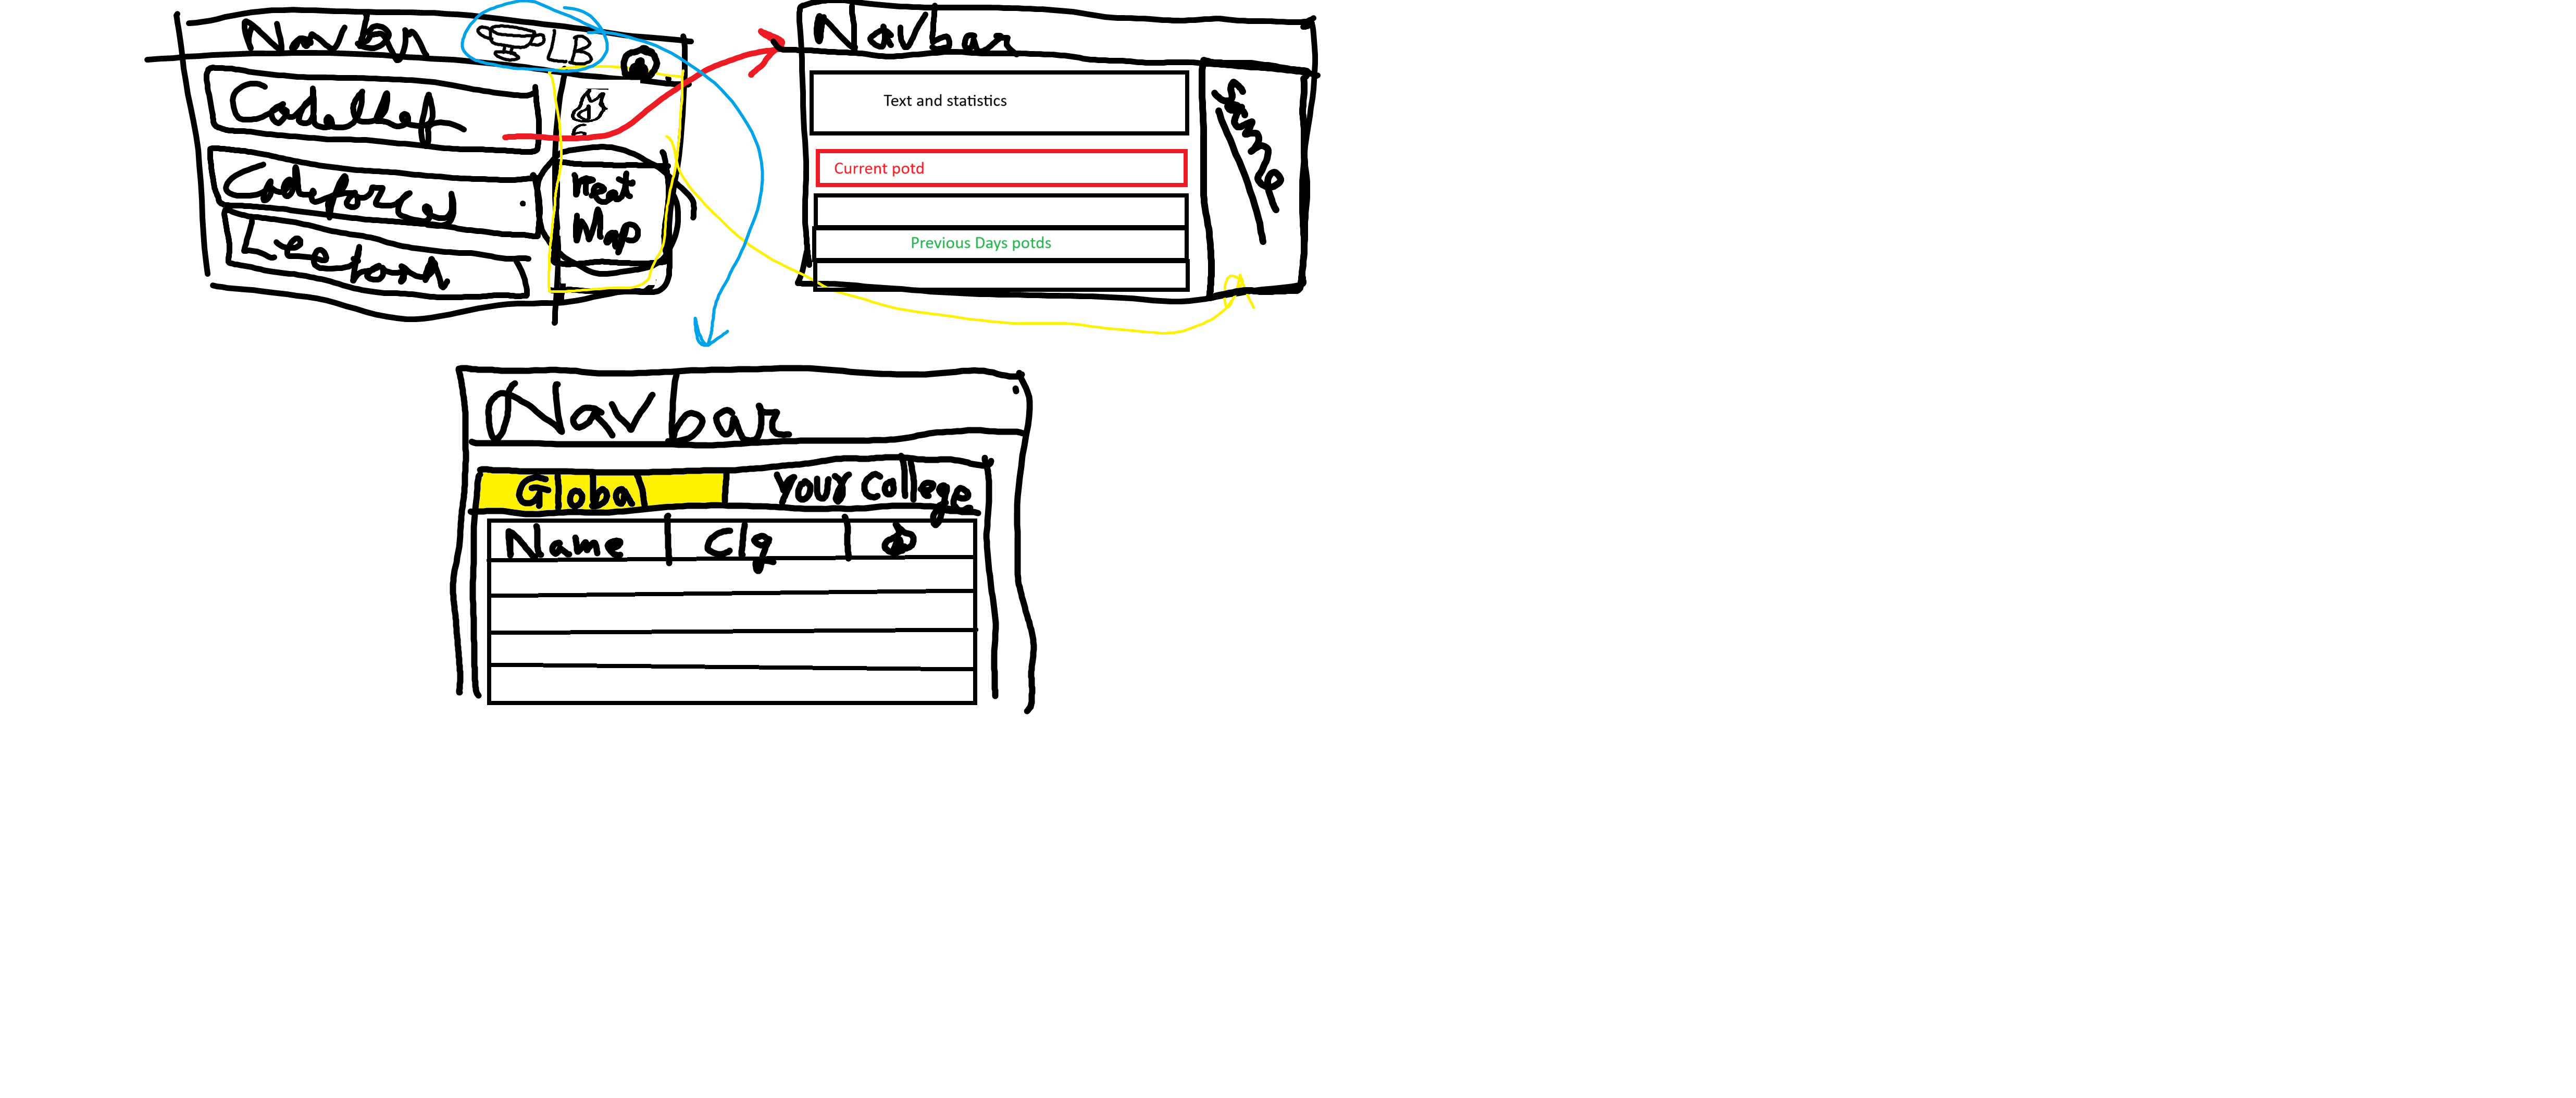 Navbar
LB
Codechef
Codeforces
Heat
Map
Navbar
Text and statistics
Current potd
Previous Days potds
Same
Navbar
Global
Your College
Name
Clg